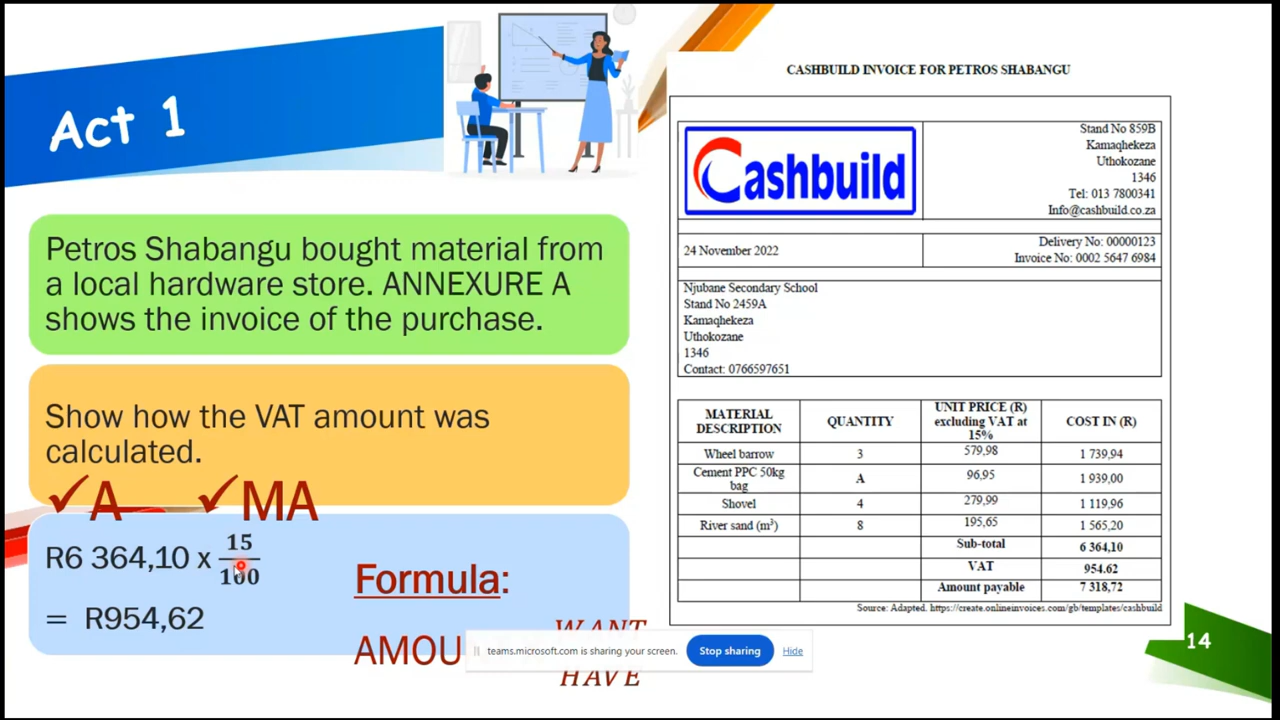 Act 1
Petros Shabangu bought material from
a local hardware store. ANNEXURE A
shows the invoice of the purchase.
Show how the VAT amount was
calculated.
✓A ✓MA
R6 364,10 x 15/100
= R954,62
Formula:
AMOU
WANT
HAVE
teams.microsoft.com is sharing your screen.
Stop sharing
Hide
CASHBUILD INVOICE FOR PETROS SHABANGU
Cashbuild
Stand No 859B
Kamaqhekeza
Uthokozane
1346
Tel: 013 7800341
Info@cashbuild.co.za
24 November 2022
Delivery No: 00000123
Invoice No: 0002 5647 6984
Njubane Secondary School
Stand No 2459A
Kamaqhekeza
Uthokozane
1346
Contact: 0766597651
MATERIAL DESCRIPTION QUANTITY UNIT PRICE (R) excluding VAT at 15% COST IN (R)
Wheel barrow 3 579,98 1 739,94
Cement PPC 50kg bag A 96,95 1 939,00
Shovel 4 279,99 1 119,96
River sand (m³) 8 195,65 1 565,20
Sub-total 6 364,10
VAT 954.62
Amount payable 7 318,72
Source: Adapted. https://create.onlineinvoices.com/gb/templates/cashbuild
14